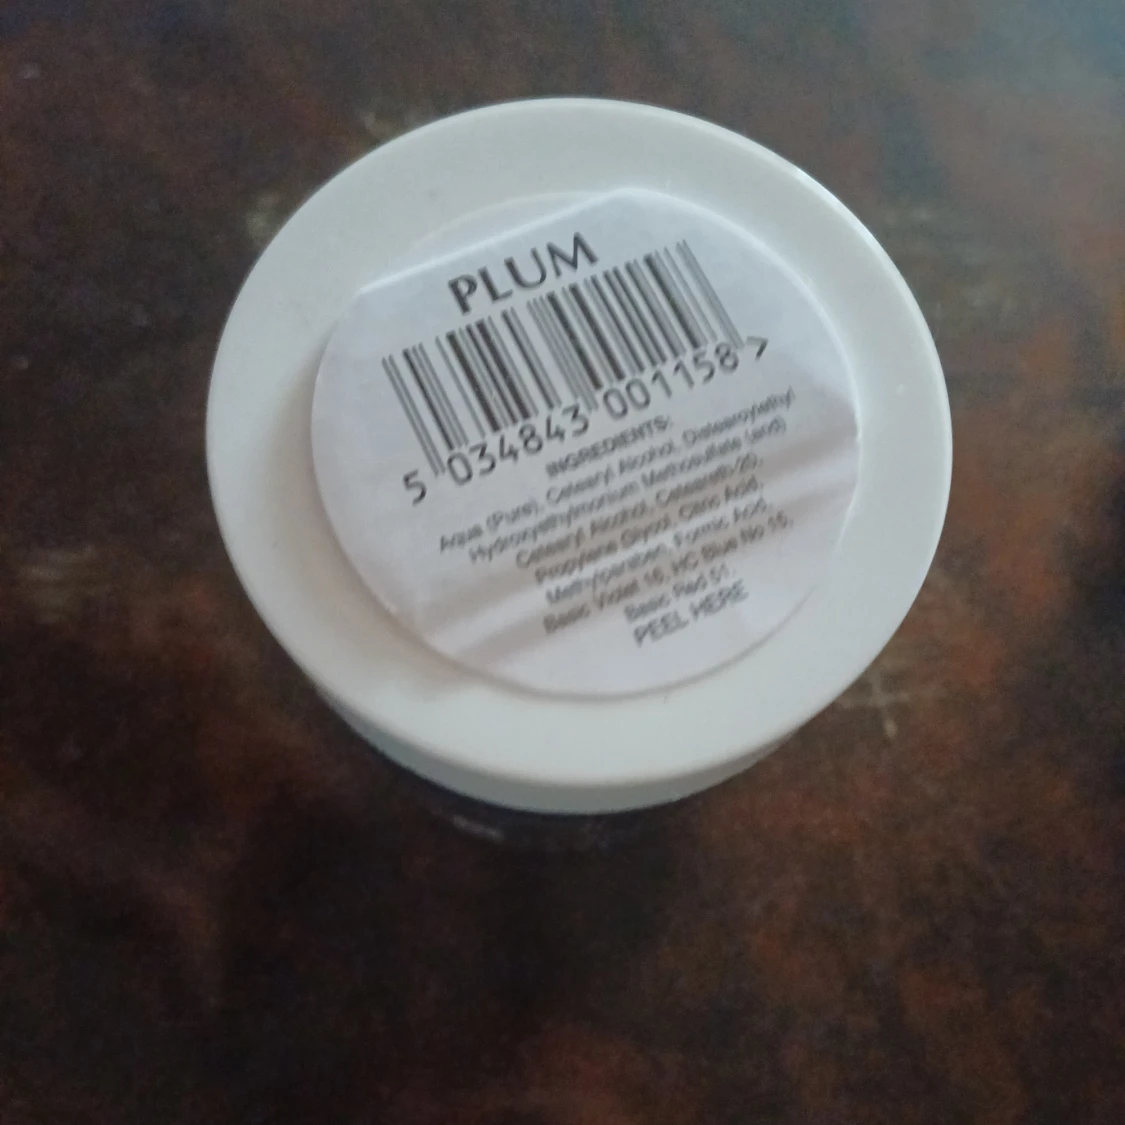 PLUM
5 034843 001158 >
INGREDIENTS:
Aqua (Pure), Cetearyl Alcohol, Distearoylethyl
Hydroxyethylmonium Methosulfate (and)
Cetearyl Alcohol, Ceteareth-20,
Propylene Glycol, Citric Acid,
Methylparaben, Formic Acid,
Basic Violet 16, HC Blue No 15,
Basic Red 51.
PEEL HERE